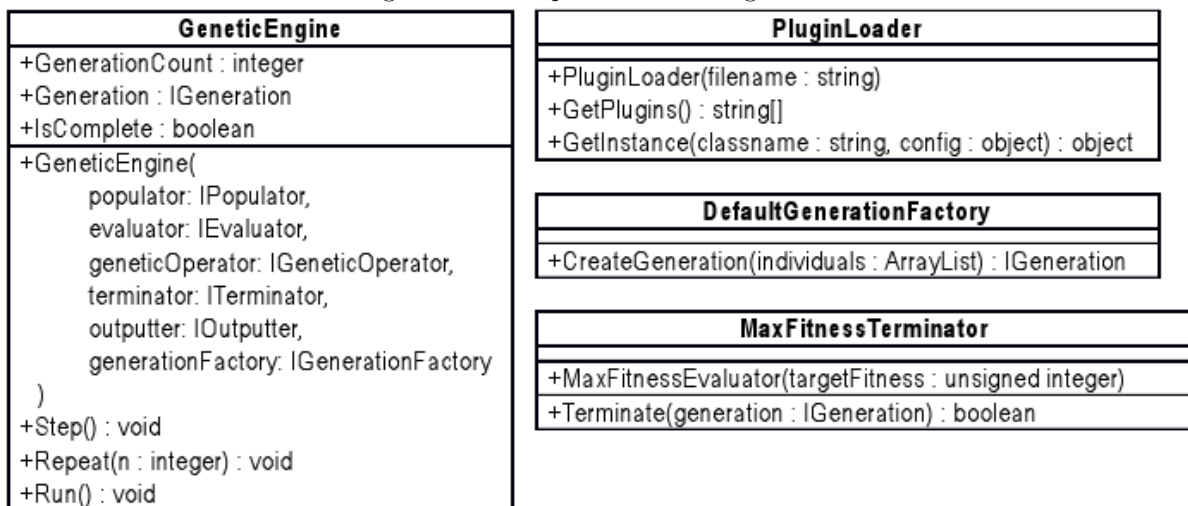 GeneticEngine
+GenerationCount : integer
+Generation : IGeneration
+IsComplete : boolean
+GeneticEngine(
populator: IPopulator,
evaluator: IEvaluator,
geneticOperator: IGeneticOperator,
terminator: ITerminator,
outputter: IOutputter,
generationFactory: IGenerationFactory
)
+Step() : void
+Repeat(n : integer) : void
+Run() : void
PluginLoader
+PluginLoader(filename : string)
+GetPlugins() : string[]
+GetInstance(classname : string, config : object) : object
DefaultGenerationFactory
+CreateGeneration(individuals : ArrayList) : IGeneration
MaxFitnessTerminator
+MaxFitnessEvaluator(targetFitness : unsigned integer)
+Terminate(generation : IGeneration) : boolean